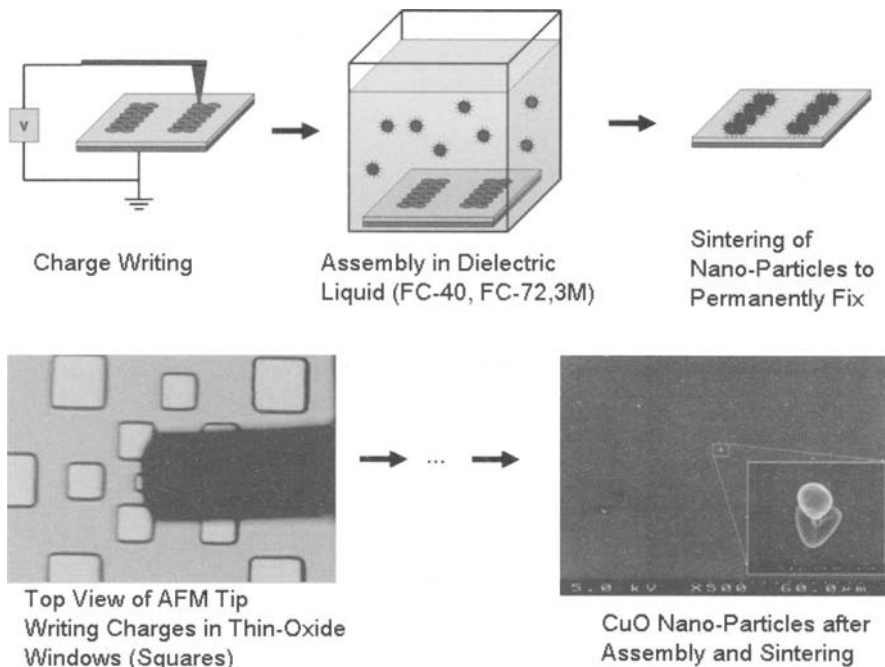 V
Charge Writing
Assembly in Dielectric
Liquid (FC-40, FC-72,3M)
Sintering of
Nano-Particles to
Permanently Fix
...
5.0 kV X500 60.0µm
Top View of AFM Tip
Writing Charges in Thin-Oxide
Windows (Squares)
CuO Nano-Particles after
Assembly and Sintering